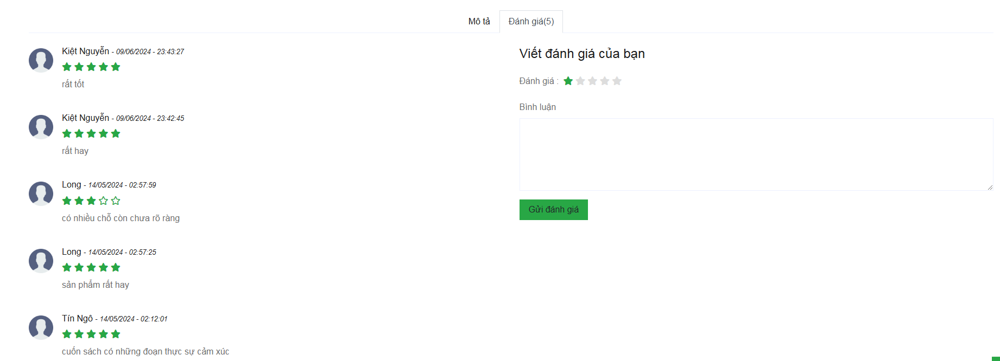 Mô tả
Đánh giá(5)
Kiệt Nguyễn - 09/06/2024 - 23:43:27
rất tốt
Kiệt Nguyễn - 09/06/2024 - 23:42:45
rất hay
Long - 14/05/2024 - 02:57:59
có nhiều chỗ còn chưa rõ ràng
Long - 14/05/2024 - 02:57:25
sản phẩm rất hay
Tín Ngô - 14/05/2024 - 02:12:01
cuốn sách có những đoạn thực sự cảm xúc
Viết đánh giá của bạn
Đánh giá :
Bình luận
Gửi đánh giá